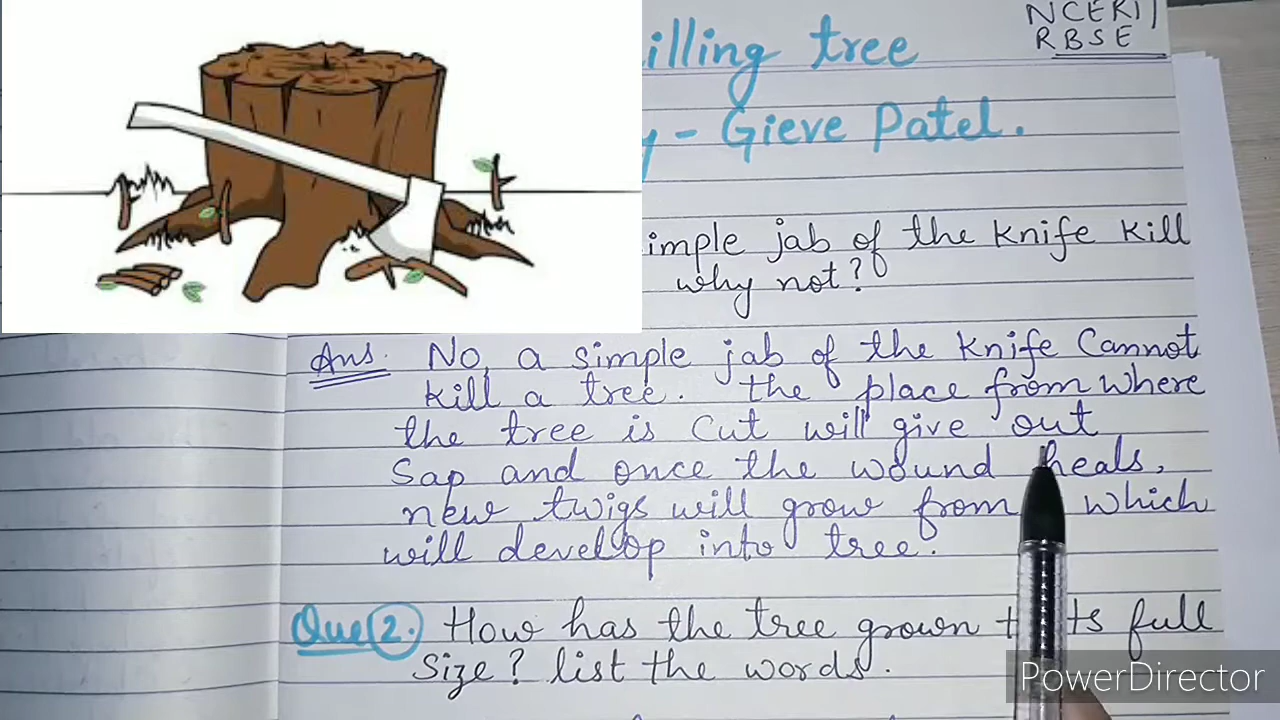 NCERT/
RBSE
illing tree
y - Gieve Patel.
imple jab of the knife kill
why not?
Ans. No, a simple jab of the knife cannot
kill a tree. the place from where
the tree is cut will give out
sap and once the wound heals,
new twigs will grow from which
will develop into tree.
Que 2. How has the tree grown full
size? list the words.
PowerDirector